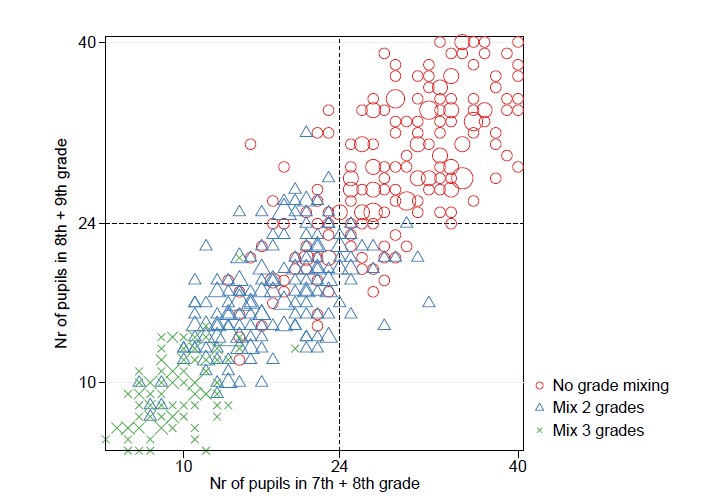 40
24
10
Nr of pupils in 8th + 9th grade
10
24
40
Nr of pupils in 7th + 8th grade
No grade mixing
Mix 2 grades
Mix 3 grades